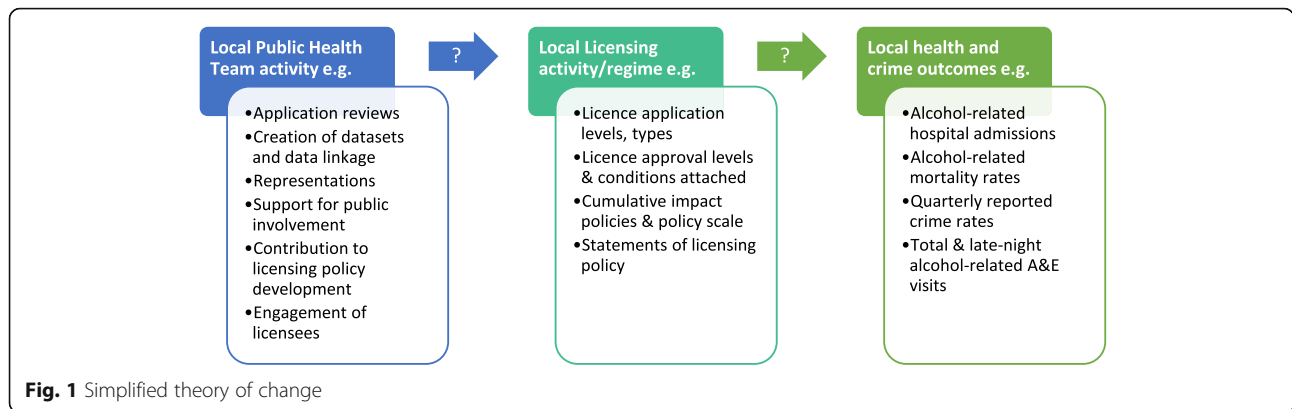 Local Public Health
Team activity e.g.
•Application reviews
•Creation of datasets
and data linkage
•Representations
•Support for public
involvement
•Contribution to
licensing policy
development
•Engagement of
licensees
?
Local Licensing
activity/regime e.g.
•Licence application
levels, types
•Licence approval levels
& conditions attached
•Cumulative impact
policies & policy scale
•Statements of licensing
policy
?
Local health and
crime outcomes e.g.
•Alcohol-related
hospital admissions
•Alcohol-related
mortality rates
•Quarterly reported
crime rates
•Total & late-night
alcohol-related A&E
visits
Fig. 1 Simplified theory of change